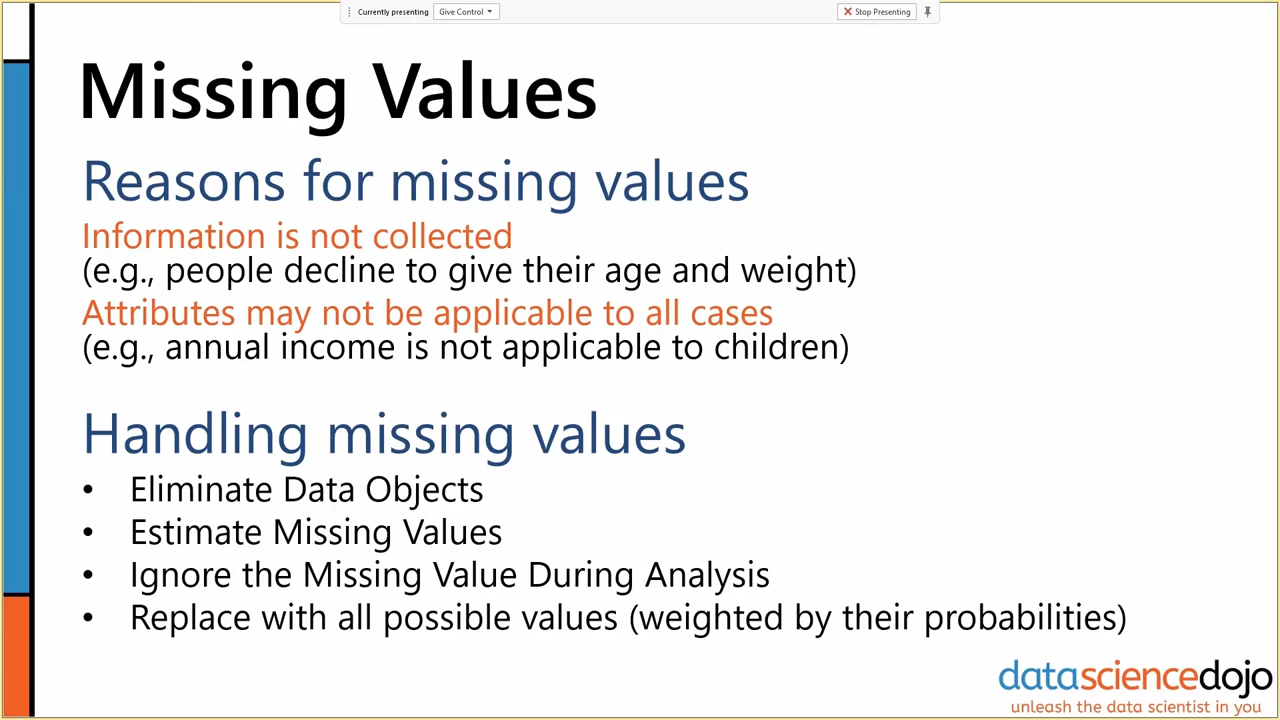 Currently presenting Give Control Stop Presenting
Missing Values
Reasons for missing values
Information is not collected
(e.g., people decline to give their age and weight)
Attributes may not be applicable to all cases
(e.g., annual income is not applicable to children)
Handling missing values
• Eliminate Data Objects
• Estimate Missing Values
• Ignore the Missing Value During Analysis
• Replace with all possible values (weighted by their probabilities)
datasciencedojo
unleash the data scientist in you